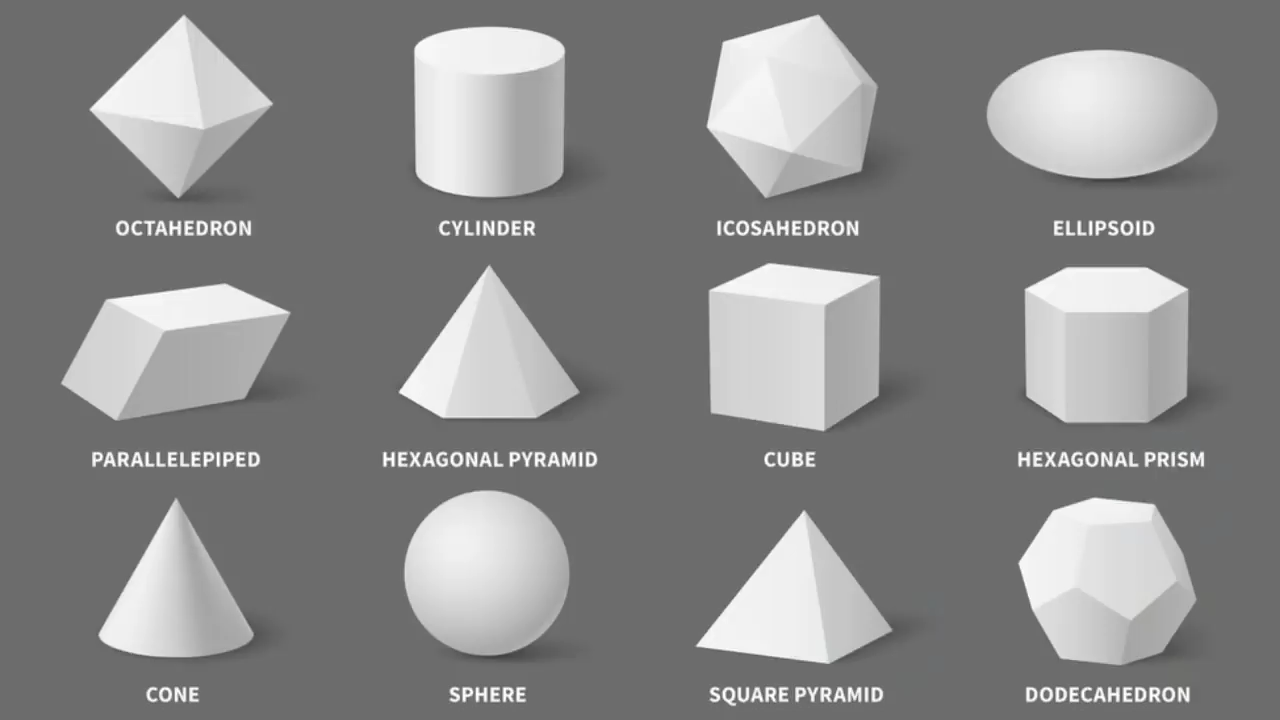 OCTAHEDRON
CYLINDER
ICOSAHEDRON
ELLIPSOID
PARALLELEPIPED
HEXAGONAL PYRAMID
CUBE
HEXAGONAL PRISM
CONE
SPHERE
SQUARE PYRAMID
DODECAHEDRON